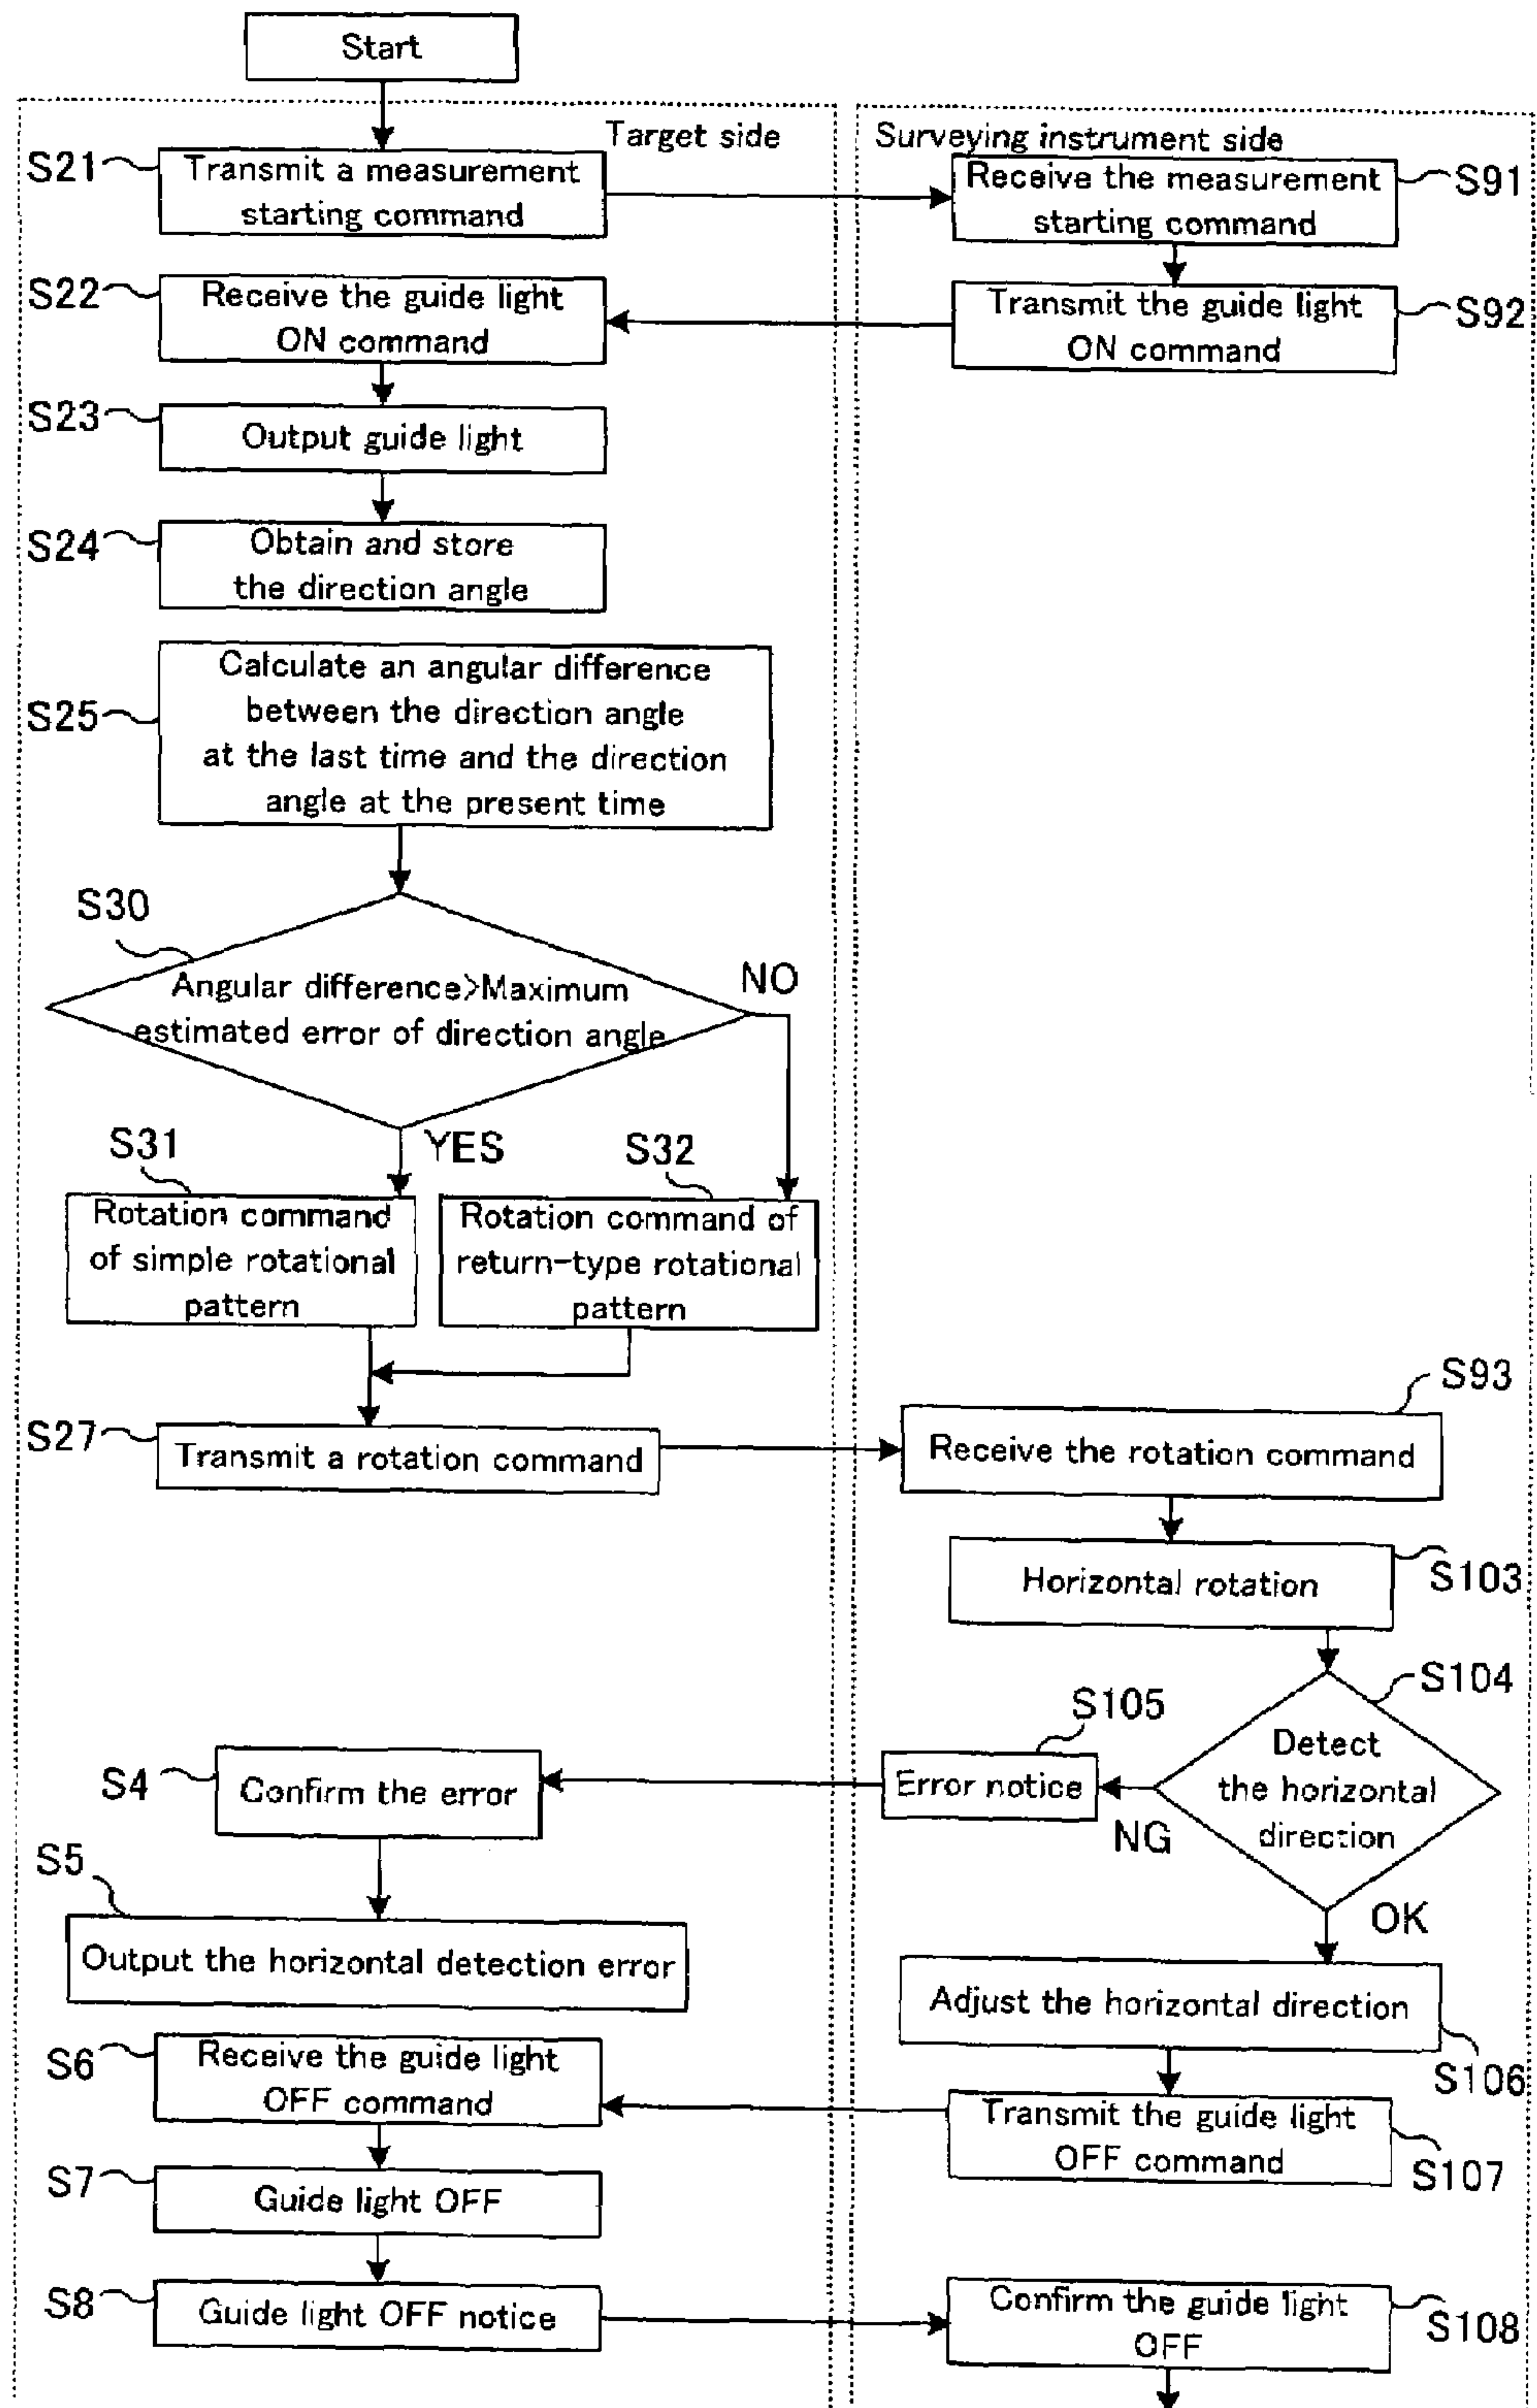 Start
Target side
Surveying instrument side
S21
Transmit a measurement
starting command
Receive the measurement
starting command
S91
S22
Receive the guide light
ON command
Transmit the guide light
ON command
S92
S23
Output guide light
S24
Obtain and store
the direction angle
S25
Calculate an angular difference
between the direction angle
at the last time and the direction
angle at the present time
S30
Angular difference>Maximum
estimated error of direction angle
NO
YES
S31
Rotation command
of simple rotational
pattern
S32
Rotation command of
return-type rotational
pattern
S27
Transmit a rotation command
S93
Receive the rotation command
Horizontal rotation
S103
S104
Detect
the horizontal
direction
S105
Error notice
NG
OK
S4
Confirm the error
S5
Output the horizontal detection error
Adjust the horizontal direction
S106
S6
Receive the guide light
OFF command
Transmit the guide light
OFF command
S107
S7
Guide light OFF
S8
Guide light OFF notice
Confirm the guide light
OFF
S108